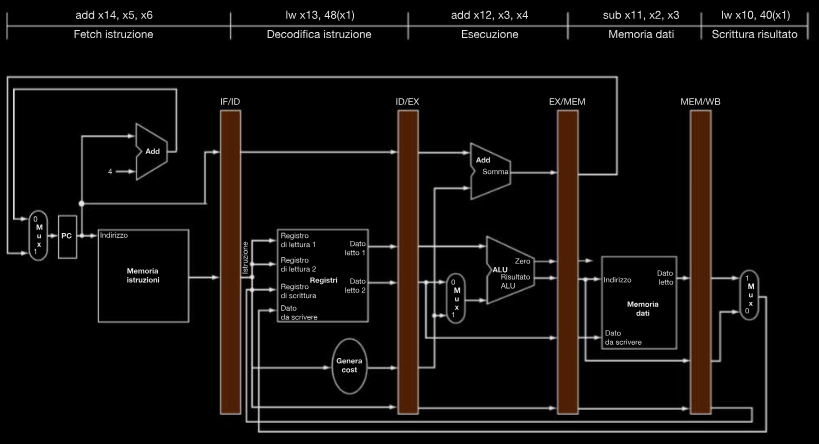 add x14, x5, x6
lw x13, 48(x1)
add x12, x3, x4
sub x11, x2, x3
lw x10, 40(x1)
Fetch istruzione
Decodifica istruzione
Esecuzione
Memoria dati
Scrittura risultato
IF/ID
ID/EX
EX/MEM
MEM/WB
Add
4
Add
Somma
0
M
u
x
1
PC
Indirizzo
Memoria
istruzioni
Istruzione
Registro
di lettura 1
Registro
di lettura 2
Registri
Registro
di scrittura
Dato
da scrivere
Dato
letto 1
Dato
letto 2
Genera
cost
0
M
u
x
1
ALU
Zero
Risultato
ALU
Indirizzo
Dato
letto
Memoria
dati
Dato
da scrivere
1
M
u
x
0